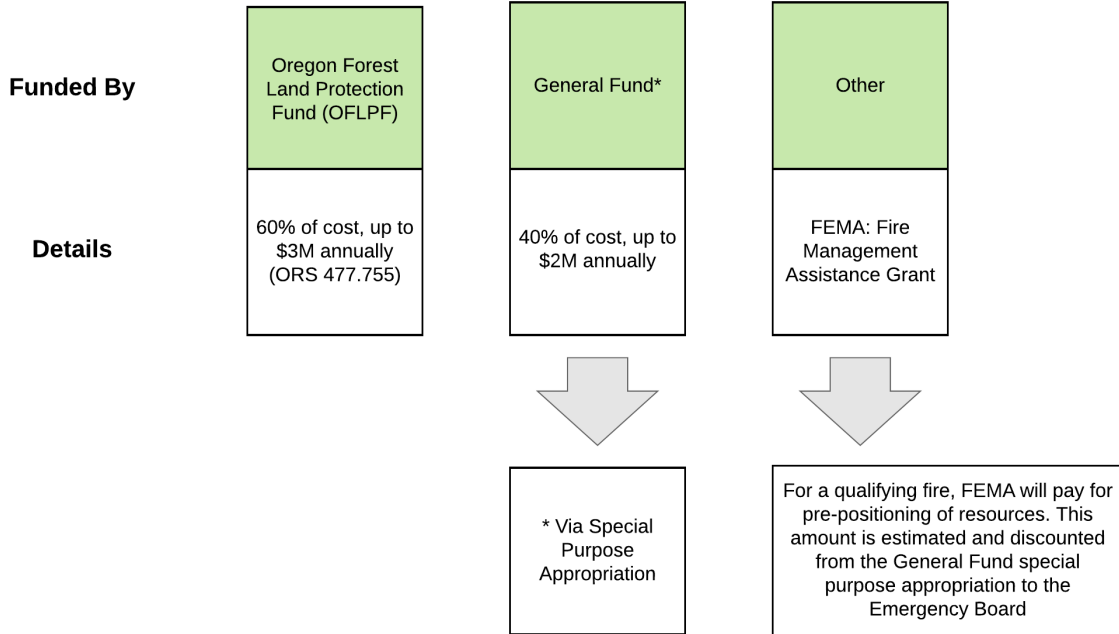 Funded By
Oregon Forest
Land Protection
Fund (OFLPF)
General Fund*
Other
Details
60% of cost, up to
$3M annually
(ORS 477.755)
40% of cost, up to
$2M annually
FEMA: Fire
Management
Assistance Grant
* Via Special
Purpose
Appropriation
For a qualifying fire, FEMA will pay for
pre-positioning of resources. This
amount is estimated and discounted
from the General Fund special
purpose appropriation to the
Emergency Board